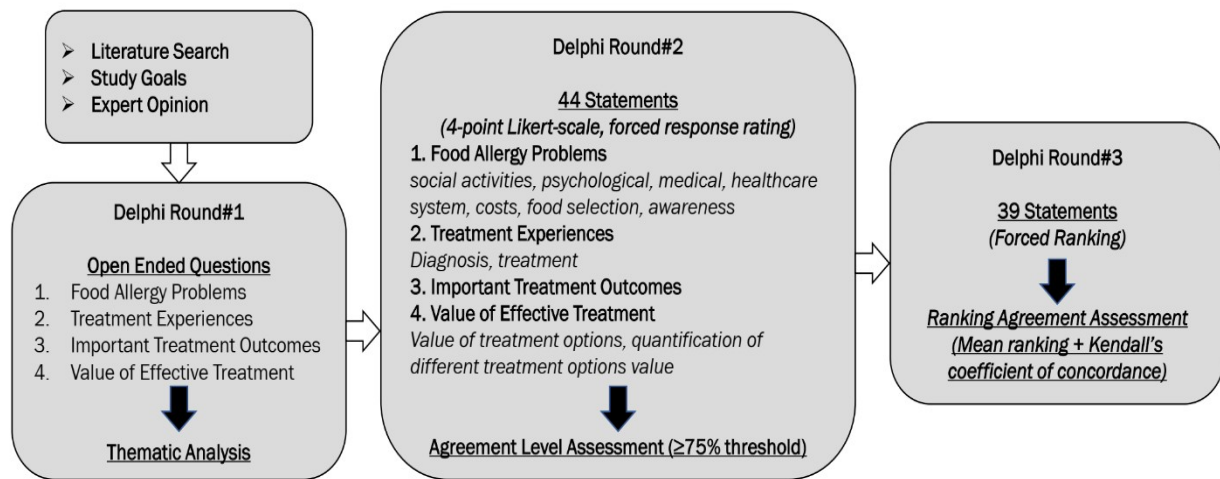 ➢ Literature Search
➢ Study Goals
➢ Expert Opinion
Delphi Round#1
Open Ended Questions
1. Food Allergy Problems
2. Treatment Experiences
3. Important Treatment Outcomes
4. Value of Effective Treatment
Thematic Analysis
Delphi Round#2
44 Statements
(4-point Likert-scale, forced response rating)
1. Food Allergy Problems
social activities, psychological, medical, healthcare
system, costs, food selection, awareness
2. Treatment Experiences
Diagnosis, treatment
3. Important Treatment Outcomes
4. Value of Effective Treatment
Value of treatment options, quantification of
different treatment options value
Agreement Level Assessment (≥75% threshold)
Delphi Round#3
39 Statements
(Forced Ranking)
Ranking Agreement Assessment
(Mean ranking + Kendall's
coefficient of concordance)